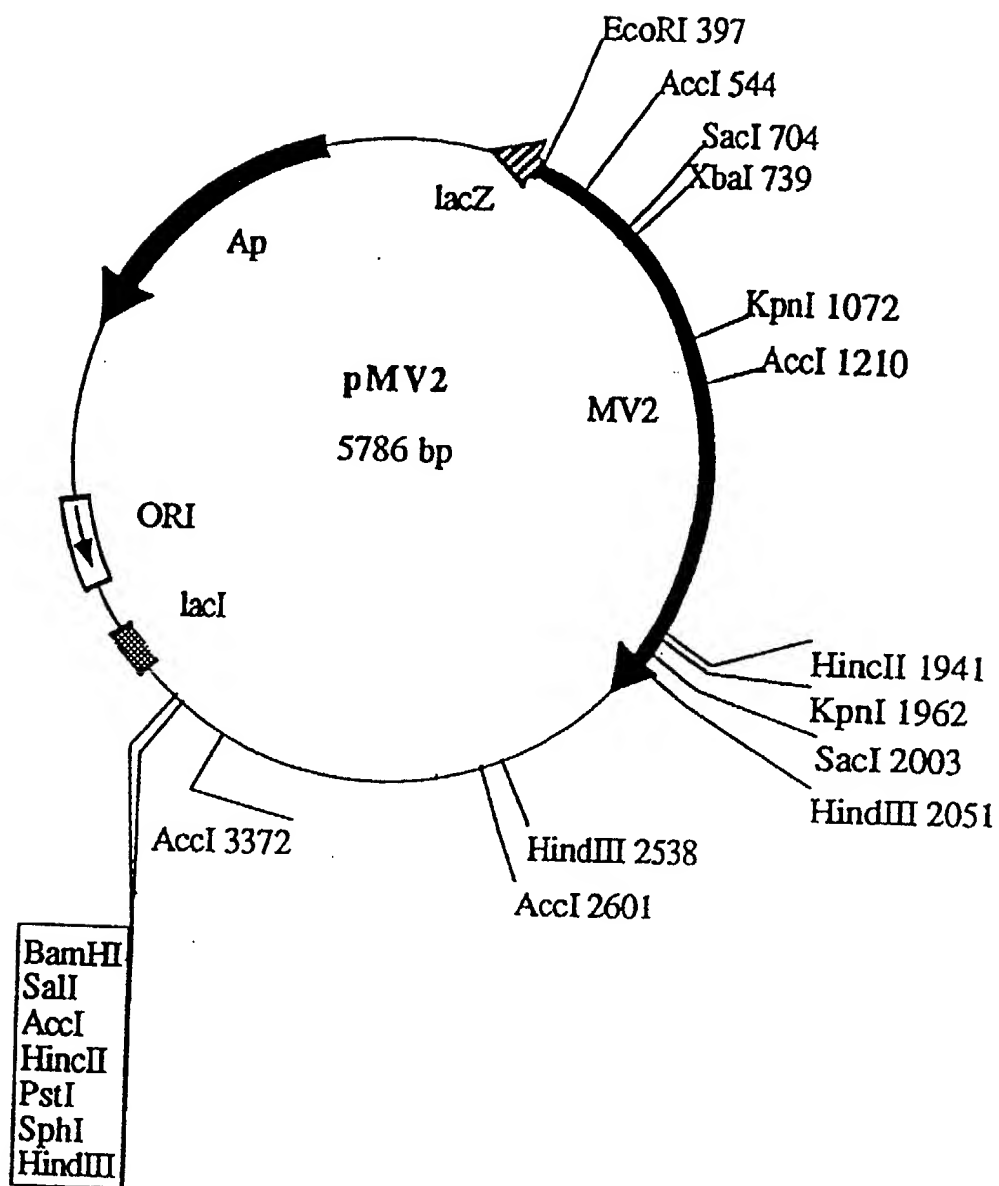 EcoRI 397
AccI 544
SacI 704
XbaI 739
lacZ
Ap
KpnI 1072
AccI 1210
pMV2
5786 bp
MV2
ORI
lacI
HincII 1941
KpnI 1962
SacI 2003
HindIII 2051
AccI 3372
HindIII 2538
AccI 2601
BamHI
SalI
AccI
HincII
PstI
SphI
HindIII